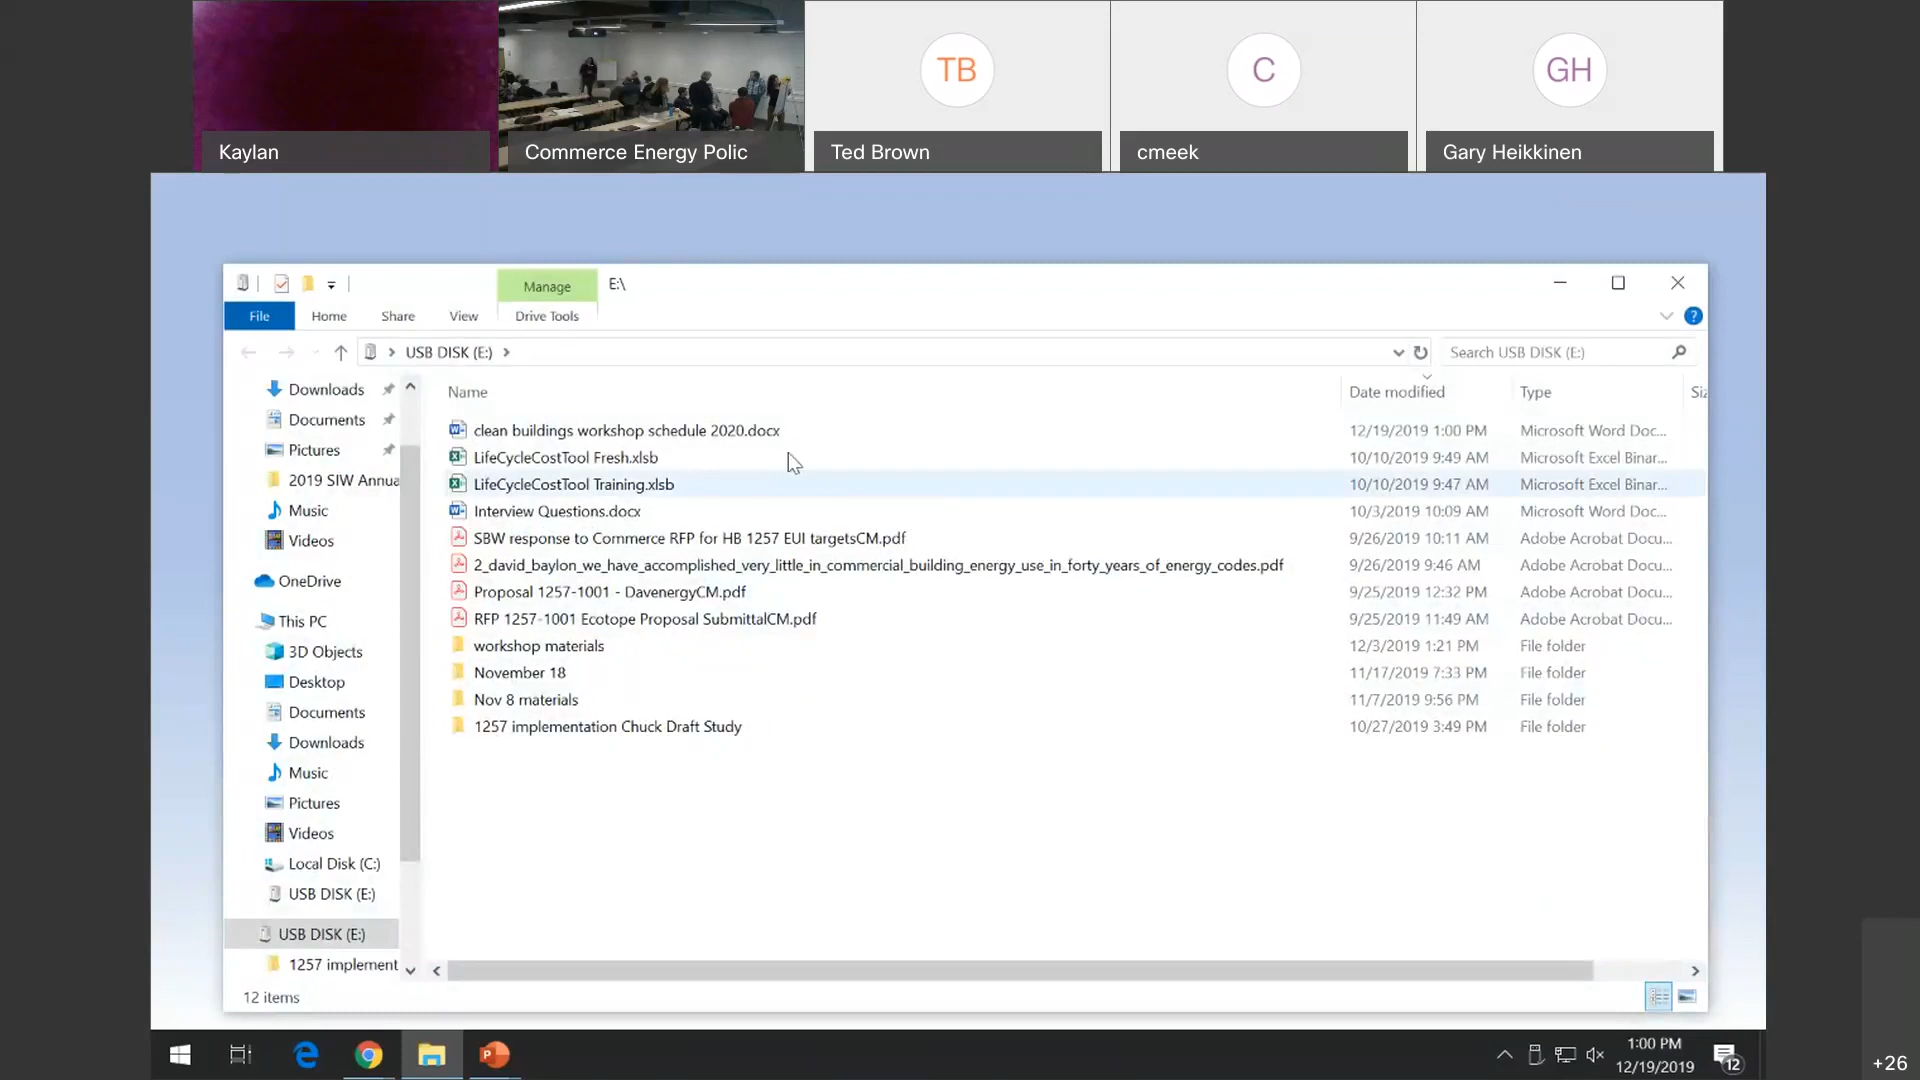 TB
C
GH
Kaylan
Commerce Energy Polic
Ted Brown
cmeek
Gary Heikkinen
Manage
E:\
File
Home
Share
View
Drive Tools
USB DISK (E:)
Search USB DISK (E:)
Name
Date modified
Type
Siz
clean buildings workshop schedule 2020.docx 12/19/2019 1:00 PM Microsoft Word Doc...
LifeCycleCostTool Fresh.xlsb 10/10/2019 9:49 AM Microsoft Excel Binar...
LifeCycleCostTool Training.xlsb 10/10/2019 9:47 AM Microsoft Excel Binar...
Interview Questions.docx 10/3/2019 10:09 AM Microsoft Word Doc...
SBW response to Commerce RFP for HB 1257 EUI targetsCM.pdf 9/26/2019 10:11 AM Adobe Acrobat Docu...
2_david_baylon_we_have_accomplished_very_little_in_commercial_building_energy_use_in_forty_years_of_energy_codes.pdf 9/26/2019 9:46 AM Adobe Acrobat Docu...
Proposal 1257-1001 - DavenergyCM.pdf 9/25/2019 12:32 PM Adobe Acrobat Docu...
RFP 1257-1001 Ecotope Proposal SubmittalCM.pdf 9/25/2019 11:49 AM Adobe Acrobat Docu...
workshop materials 12/3/2019 1:21 PM File folder
November 18 11/17/2019 7:33 PM File folder
Nov 8 materials 11/7/2019 9:56 PM File folder
1257 implementation Chuck Draft Study 10/27/2019 3:49 PM File folder
Downloads
Documents
Pictures
2019 SIW Annua
Music
Videos
OneDrive
This PC
3D Objects
Desktop
Documents
Downloads
Music
Pictures
Videos
Local Disk (C:)
USB DISK (E:)
USB DISK (E:)
1257 implement
12 items
1:00 PM
12/19/2019
12
+26